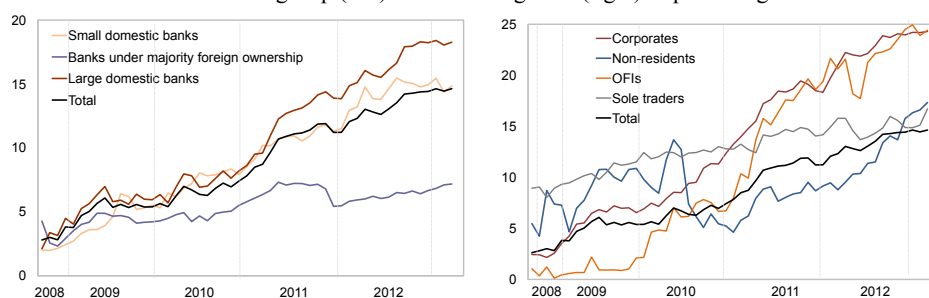 20
15
10
5
0
Small domestic banks
Banks under majority foreign ownership
Large domestic banks
Total
2008 2009 2010 2011 2012
25
20
15
10
5
0
Corporates
Non-residents
OFIs
Sole traders
Total
2008 2009 2010 2011 2012